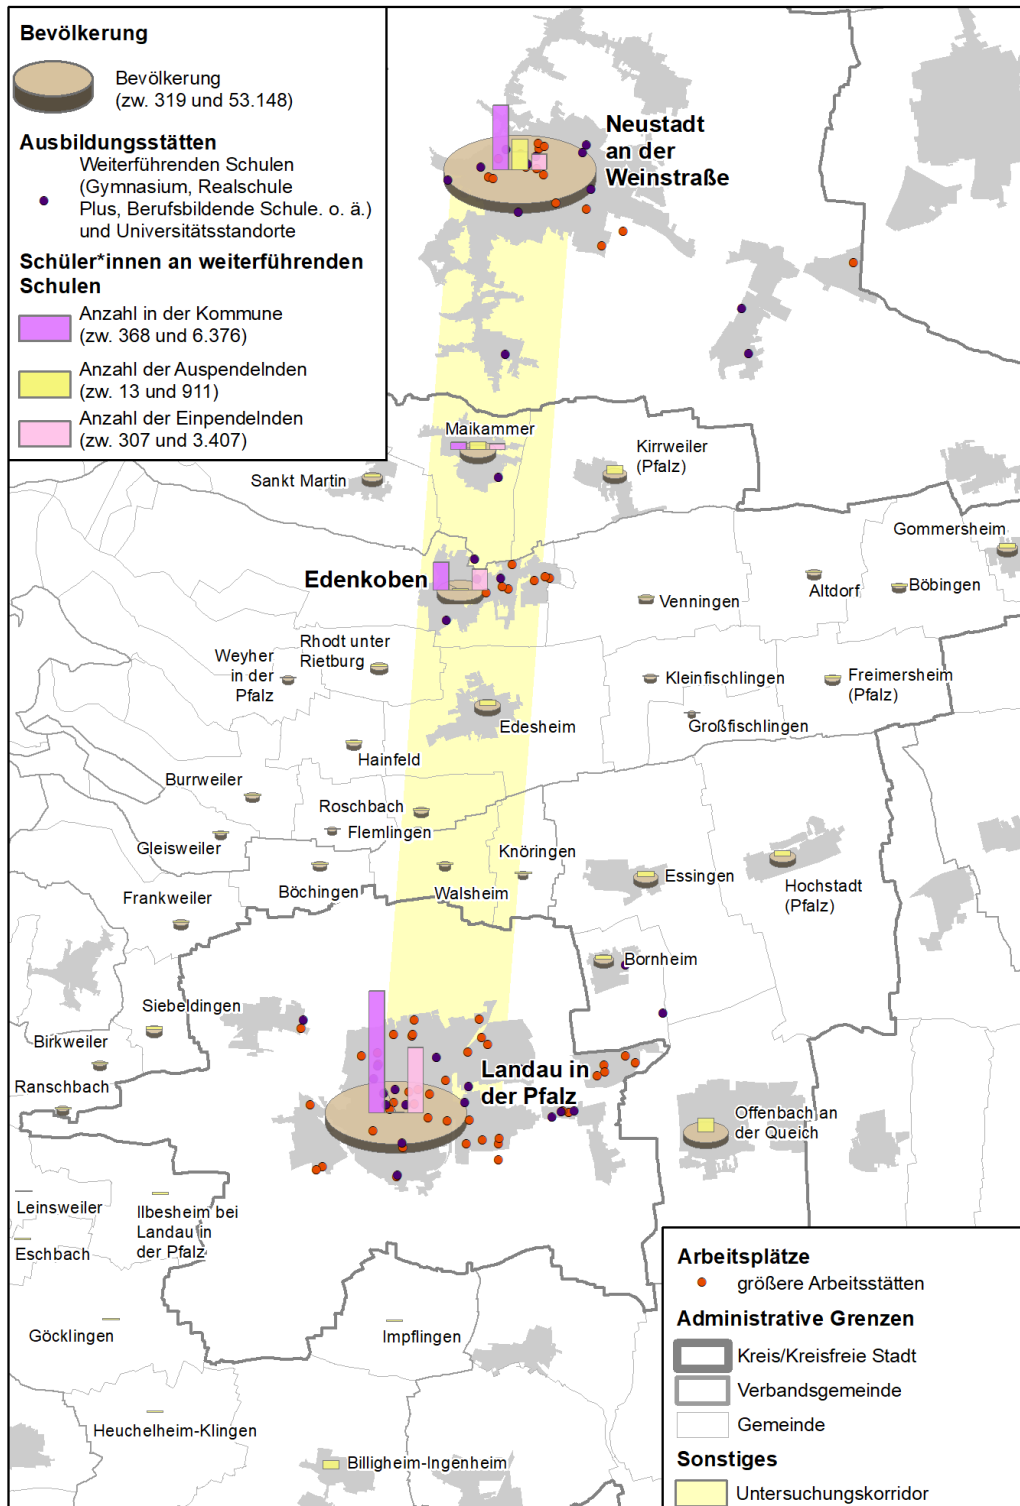 Bevölkerung
Bevölkerung
(zw. 319 und 53.148)
Ausbildungsstätten
Weiterführenden Schulen
(Gymnasium, Realschule
Plus, Berufsbildende Schule. o. ä.)
und Universitätsstandorte
Schüler*innen an weiterführenden
Schulen
Anzahl in der Kommune
(zw. 368 und 6.376)
Anzahl der Auspendelnden
(zw. 13 und 911)
Anzahl der Einpendelnden
(zw. 307 und 3.407)
Neustadt
an der
Weinstraße
Maikammer
Kirrweiler
(Pfalz)
Sankt Martin
Gommersheim
Edenkoben
Altdorf
Böbingen
Venningen
Rhodt unter
Rietburg
Weyher
in der
Pfalz
Kleinfischlingen
Freimersheim
(Pfalz)
Großfischlingen
Edesheim
Hainfeld
Burrweiler
Roschbach
Flemlingen
Gleisweiler
Knöringen
Böchingen
Walsheim
Essingen
Hochstadt
(Pfalz)
Frankweiler
Bornheim
Siebeldingen
Birkweiler
Ranschbach
Landau in
der Pfalz
Offenbach an
der Queich
Leinsweiler
Ilbesheim bei
Landau in
der Pfalz
Eschbach
Göcklingen
Impflingen
Heuchelheim-Klingen
Billigheim-Ingenheim
Arbeitsplätze
größere Arbeitsstätten
Administrative Grenzen
Kreis/Kreisfreie Stadt
Verbandsgemeinde
Gemeinde
Sonstiges
Untersuchungskorridor